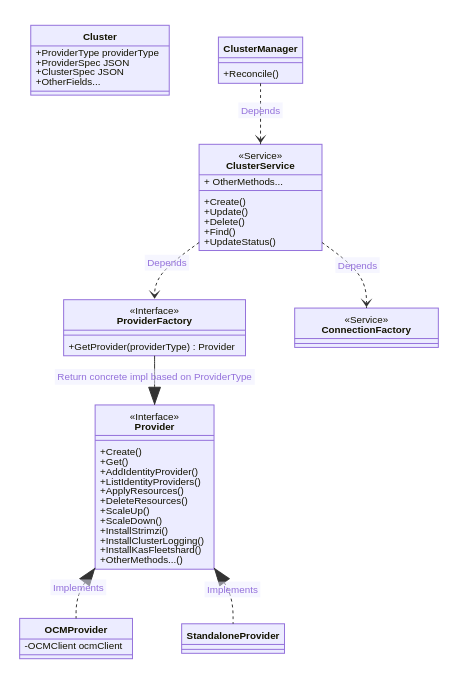 Cluster
+ProviderType providerType
+ProviderSpec JSON
+ClusterSpec JSON
+OtherFields...
ClusterManager
+Reconcile()
Depends
«Service»
ClusterService
+ OtherMethods...
+Create()
+Update()
+Delete()
+Find()
+UpdateStatus()
Depends
Depends
«Interface»
ProviderFactory
+GetProvider(providerType) : Provider
«Service»
ConnectionFactory
Return concrete impl based on ProviderType
«Interface»
Provider
+Create()
+Get()
+AddIdentityProvider()
+ListIdentityProviders()
+ApplyResources()
+DeleteResources()
+ScaleUp()
+ScaleDown()
+InstallStrimzi()
+InstallClusterLogging()
+InstallKasFleetshard()
+OtherMethods...()
Implements
Implements
OCMProvider
-OCMClient ocmClient
StandaloneProvider